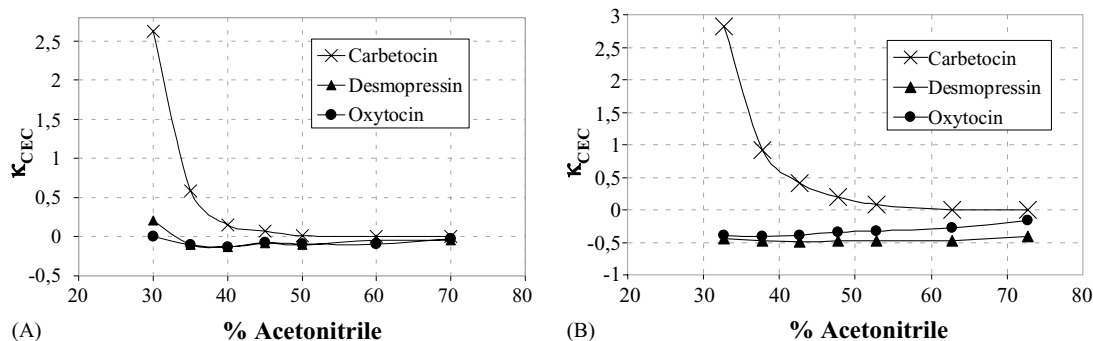 2,5
2
1,5
1
0,5
0
-0,5
κCEC
20 30 40 50 60 70 80
Carbetocin
Desmopressin
Oxytocin
(A)
% Acetonitrile
3
2,5
2
1,5
1
0,5
0
-0,5
-1
κCEC
20 30 40 50 60 70 80
Carbetocin
Desmopressin
Oxytocin
(B)
% Acetonitrile